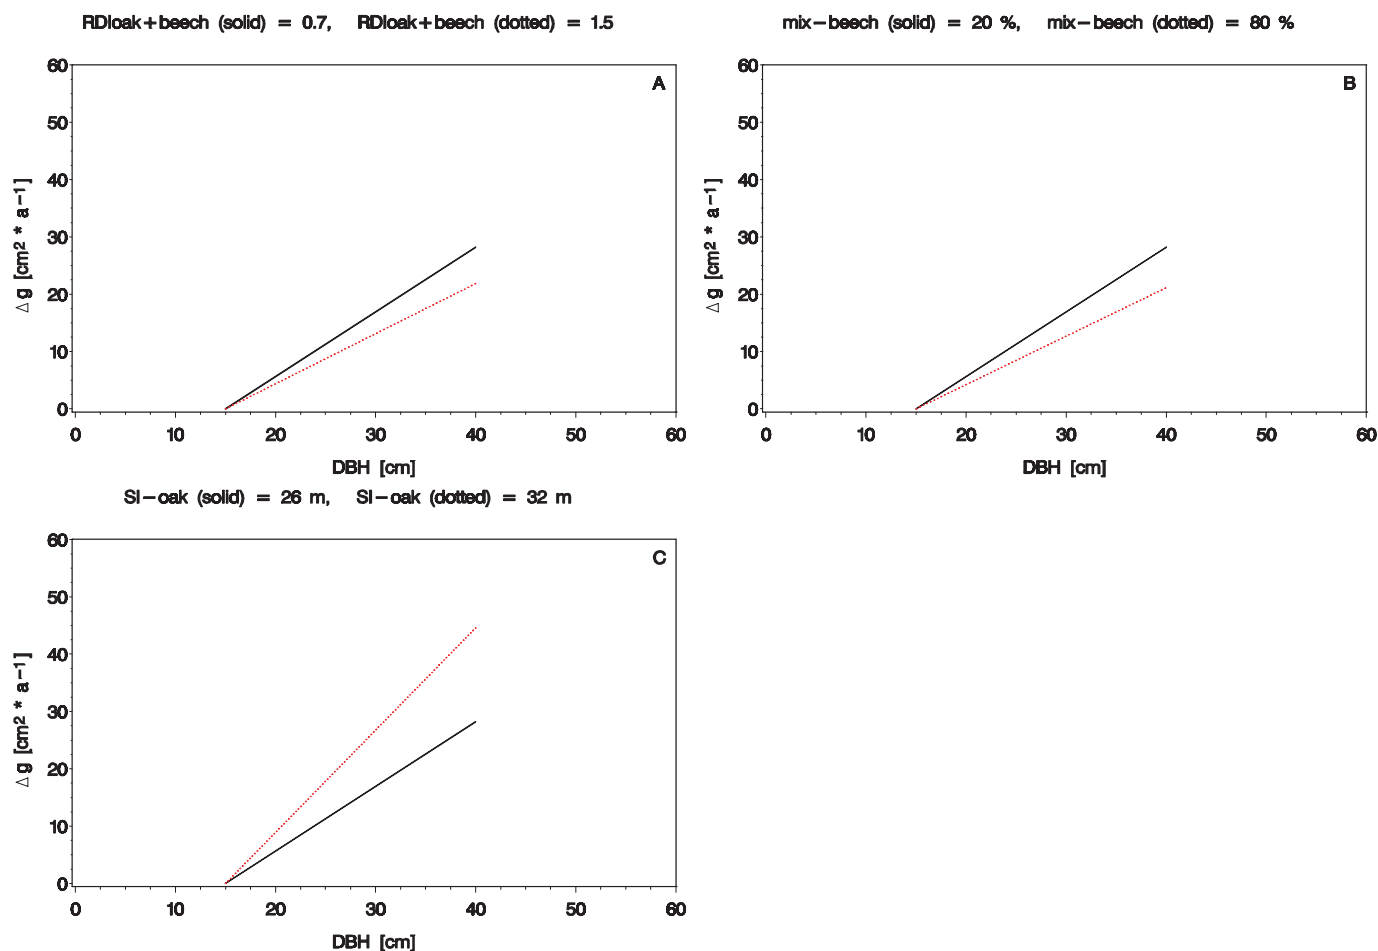 RDIoak+beech (solid) = 0.7, RDIoak+beech (dotted) = 1.5
A
60
50
40
30
20
10
0
Δ g [cm² * a−1]
0 10 20 30 40 50 60
DBH [cm]
mix−beech (solid) = 20 %, mix−beech (dotted) = 80 %
B
60
50
40
30
20
10
0
Δ g [cm² * a−1]
0 10 20 30 40 50 60
DBH [cm]
SI−oak (solid) = 26 m, SI−oak (dotted) = 32 m
C
60
50
40
30
20
10
0
Δ g [cm² * a−1]
0 10 20 30 40 50 60
DBH [cm]